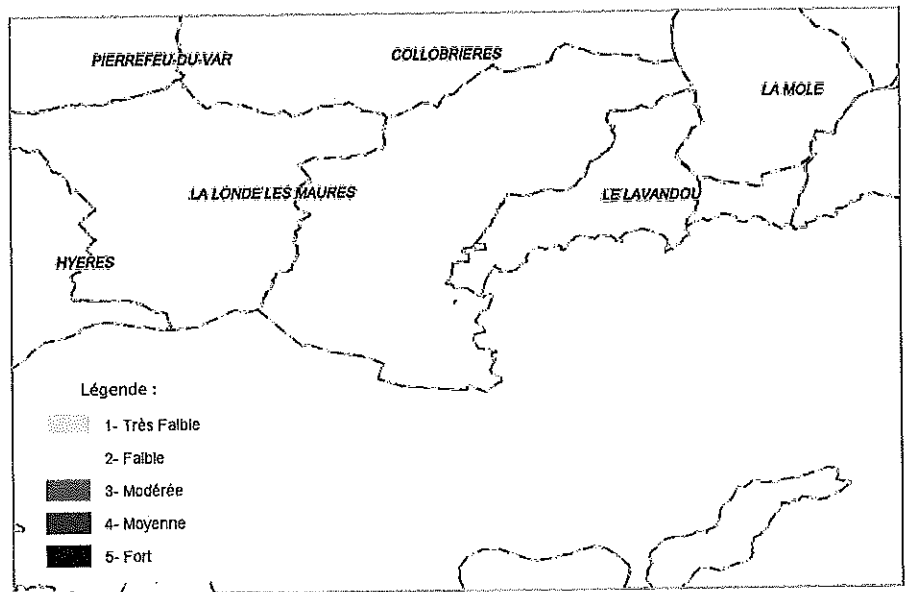 PIERREFEU-DU-VAR
COLLOBRIERES
LA MOLE
LA LONDE LES MAURES
LE LAVANDOU
HYERES
Légende :
1- Très Faible
2- Faible
3- Modérée
4- Moyenne
5- Fort